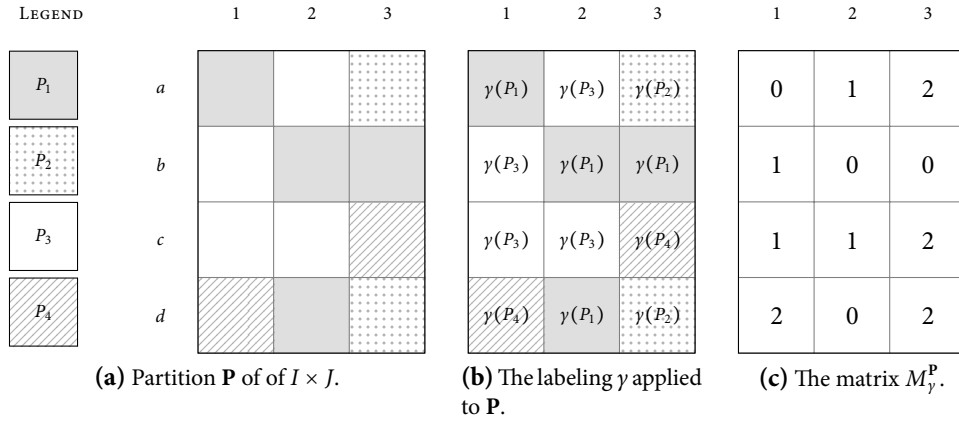 LEGEND 1 2 3 1 2 3 1 2 3
P₁ a γ(P₁) γ(P₃) γ(P₂) 0 1 2
P₂ b γ(P₃) γ(P₁) γ(P₁) 1 0 0
P₃ c γ(P₃) γ(P₃) γ(P₄) 1 1 2
P₄ d γ(P₄) γ(P₁) γ(P₂) 2 0 2
(a) Partition P of of I × J.
(b) The labeling γ applied
to P.
(c) The matrix M_γ^P.